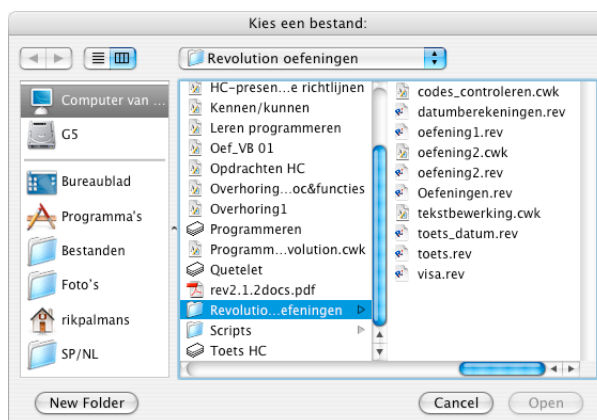 Kies een bestand:
Revolution oefeningen
Computer van ...
G5
Bureaublad
Programma's
Bestanden
Foto's
rikpalmans
SP/NL
HC-presen...e richtlijnen
Kennen/kunnen
Leren programmeren
Oef_VB 01
Opdrachten HC
Overhoring...oc&functies
Overhoring1
Programmeren
Programm...volution.cwk
Quetelet
rev2.1.2docs.pdf
Revolutio...efeningen
Scripts
Toets HC
codes_controleren.cwk
datumberekeningen.rev
oefening1.rev
oefening2.cwk
oefening2.rev
Oefeningen.rev
tekstbewerking.cwk
toets_datum.rev
toets.rev
visa.rev
New Folder
Cancel
Open